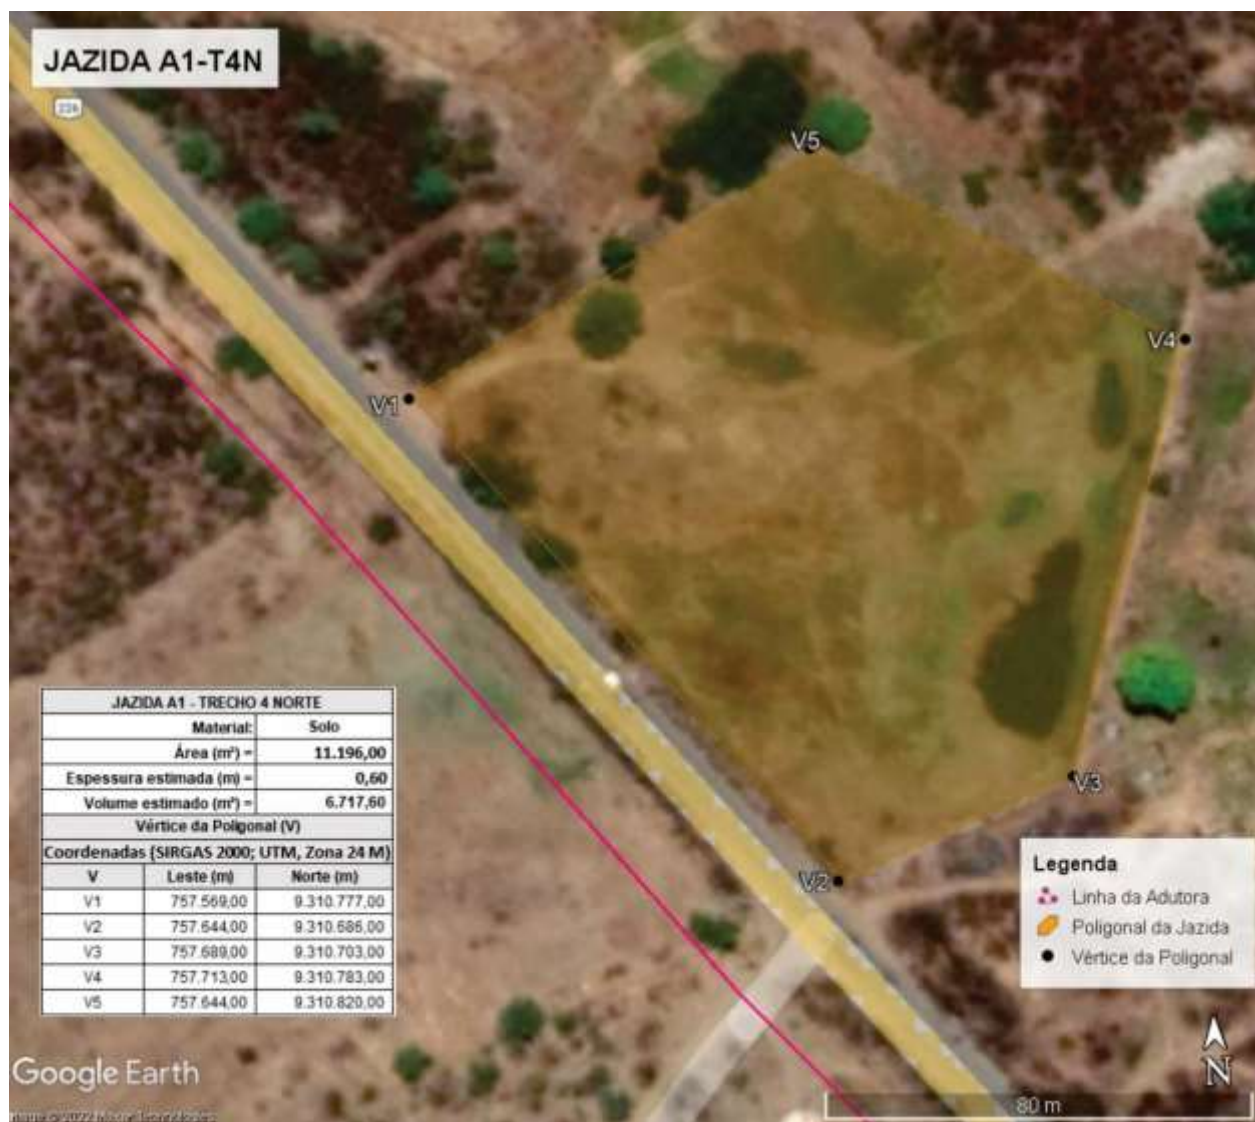 JAZIDA A1-T4N
226
V5
V4
V1
V3
V2
JAZIDA A1 - TRECHO 4 NORTE
Material: Solo
Área (m²) = 11.196,00
Espessura estimada (m) = 0,60
Volume estimado (m³) = 6.717,60
Vértice da Poligonal (V)
Coordenadas (SIRGAS 2000; UTM, Zona 24 M)
V Leste (m) Norte (m)
V1 757.569,00 9.310.777,00
V2 757.644,00 9.310.686,00
V3 757.689,00 9.310.703,00
V4 757.713,00 9.310.783,00
V5 757.644,00 9.310.820,00
Legenda
Linha da Adutora
Poligonal da Jazida
Vértice da Poligonal
N
Google Earth
80 m